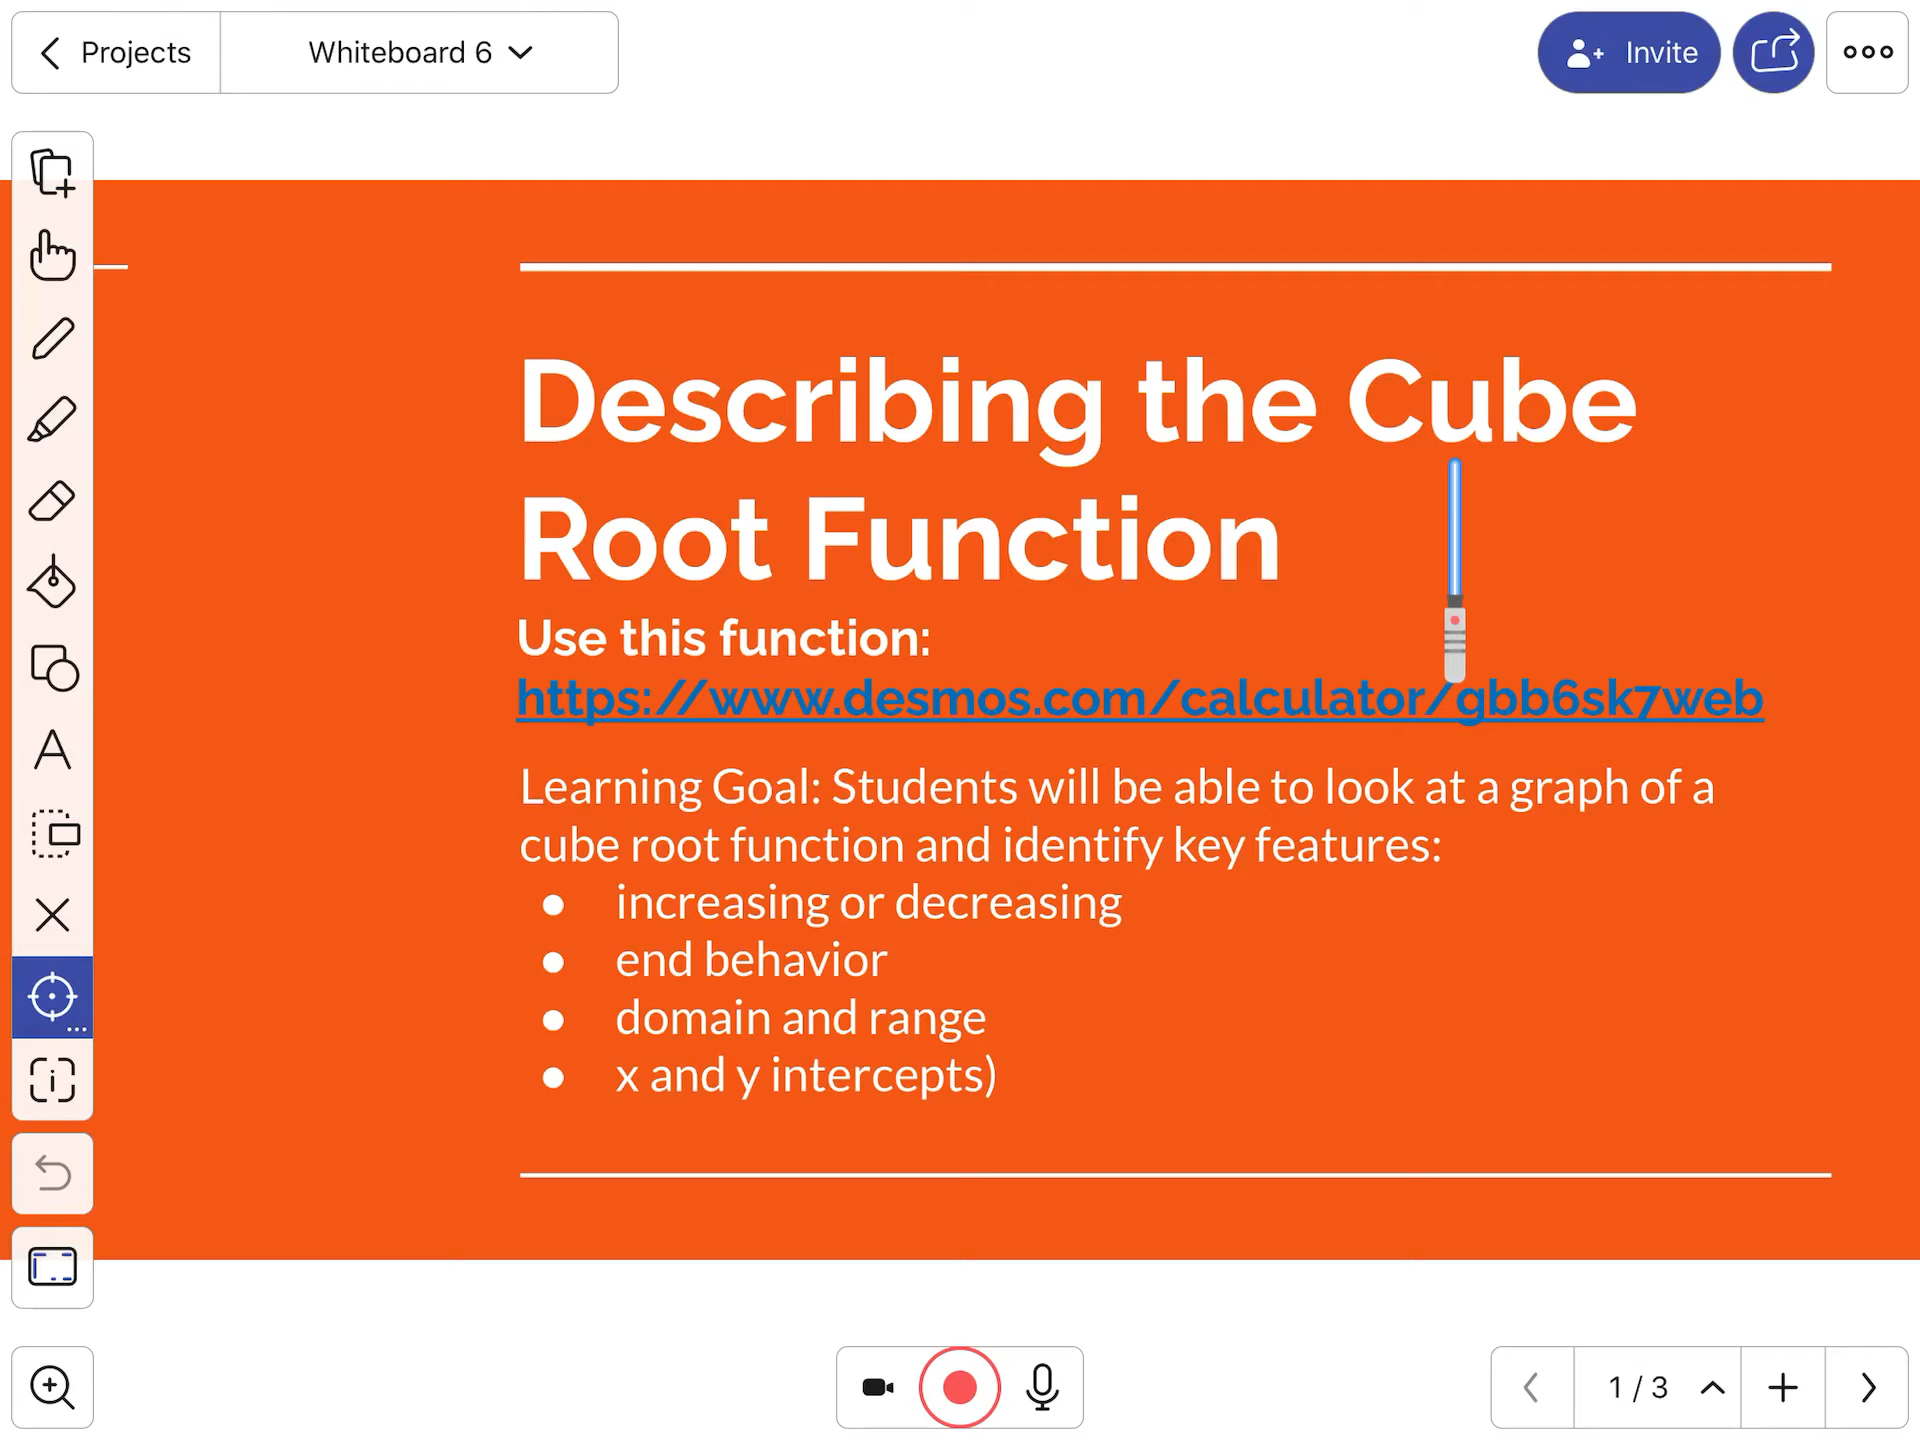 Projects
Whiteboard 6
Invite
Describing the Cube
Root Function
Use this function:
https://www.desmos.com/calculator/gbb6sk7web
Learning Goal: Students will be able to look at a graph of a
cube root function and identify key features:
● increasing or decreasing
● end behavior
● domain and range
● x and y intercepts)
1 / 3